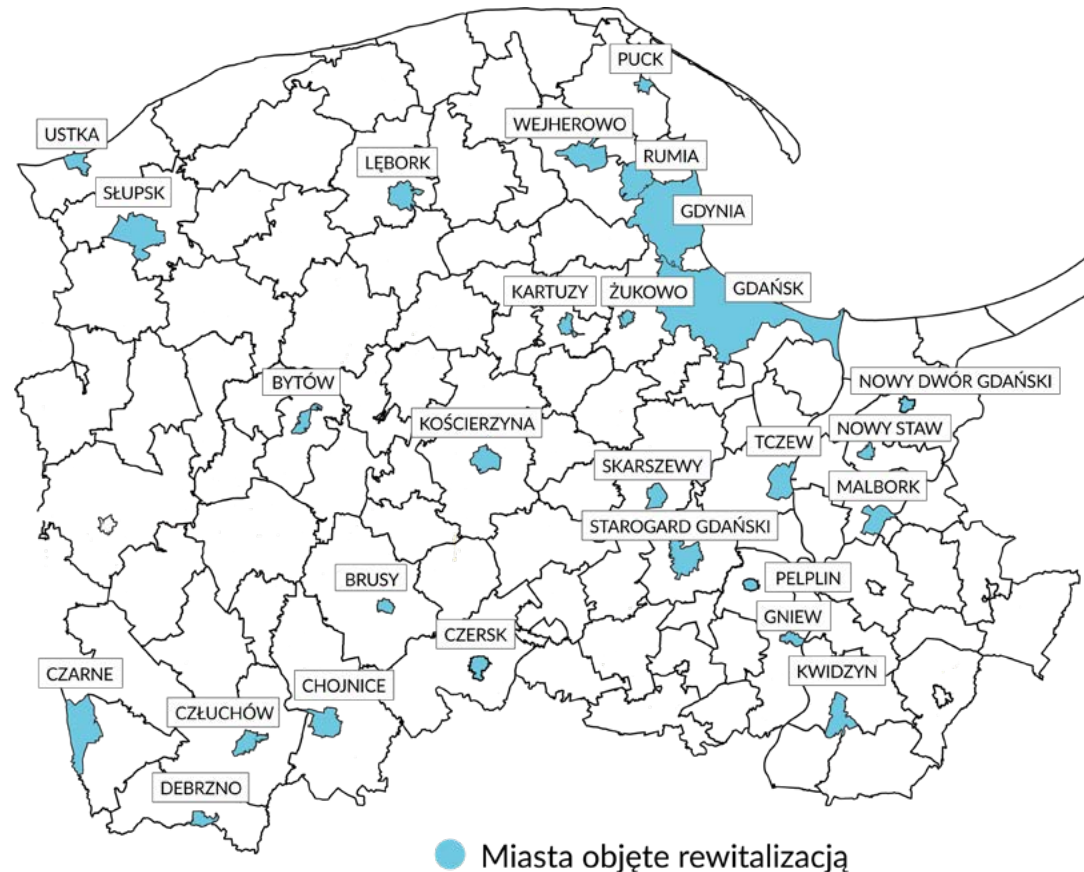 PUCK
USTKA
WEJHEROWO
LĘBORK
RUMIA
SŁUPSK
GDYNIA
KARTUZY
ŻUKOWO
GDAŃSK
BYTÓW
NOWY DWÓR GDAŃSKI
KOŚCIERZYNA
NOWY STAW
TCZEW
SKARSZEWY
MALBORK
STAROGARD GDAŃSKI
BRUSY
PELPLIN
GNIEW
CZERSK
CZARNE
KWIDZYN
CHOJNICE
CZŁUCHÓW
DEBRZNO
Miasta objęte rewitalizacją